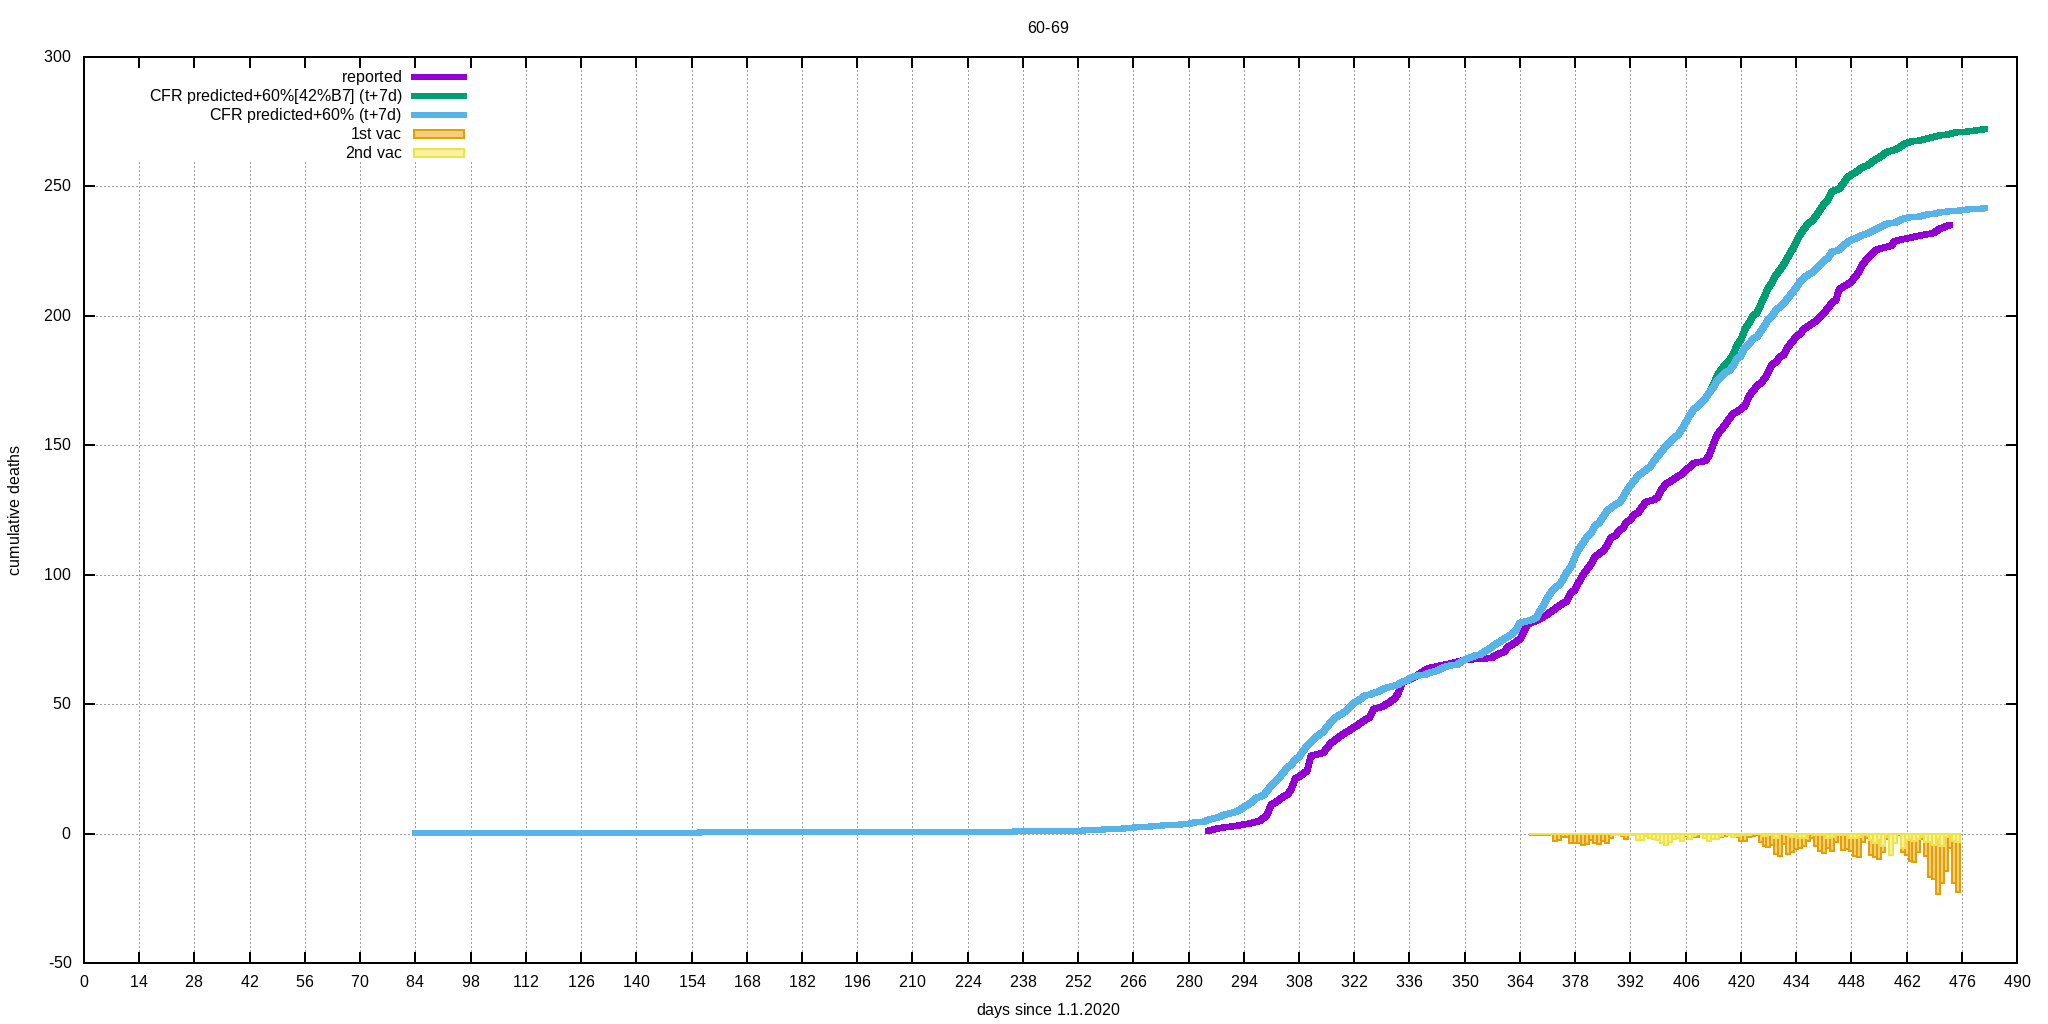 60-69
300
250
200
150
100
50
0
-50
cumulative deaths
reported
CFR predicted+60%[42%B7] (t+7d)
CFR predicted+60% (t+7d)
1st vac
2nd vac
0 14 28 42 56 70 84 98 112 126 140 154 168 182 196 210 224 238 252 266 280 294 308 322 336 350 364 378 392 406 420 434 448 462 476 490
days since 1.1.2020